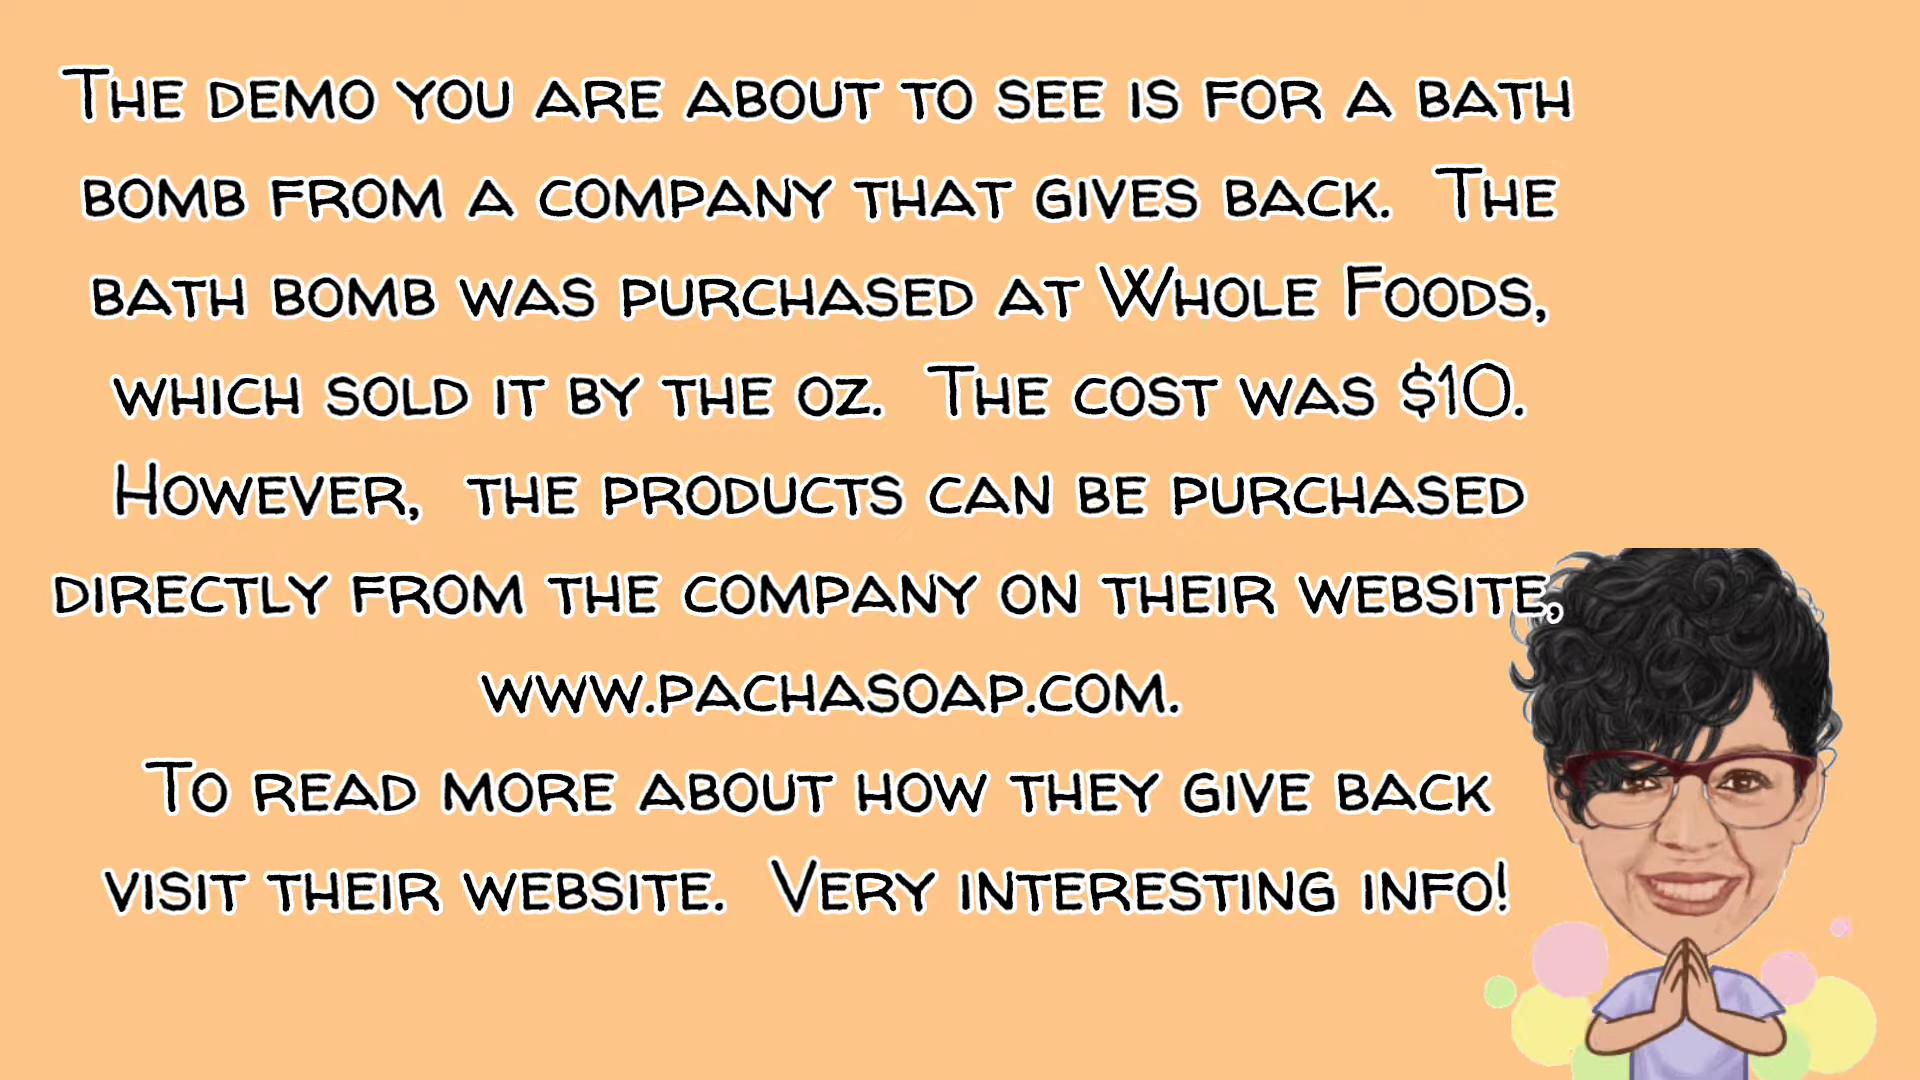 The demo you are about to see is for a bath
bomb from a company that gives back.  The
bath bomb was purchased at Whole Foods,
which sold it by the oz.  The cost was $10.
However,  the products can be purchased
directly from the company on their website,
www.pachasoap.com.
To read more about how they give back
visit their website.  Very interesting info!